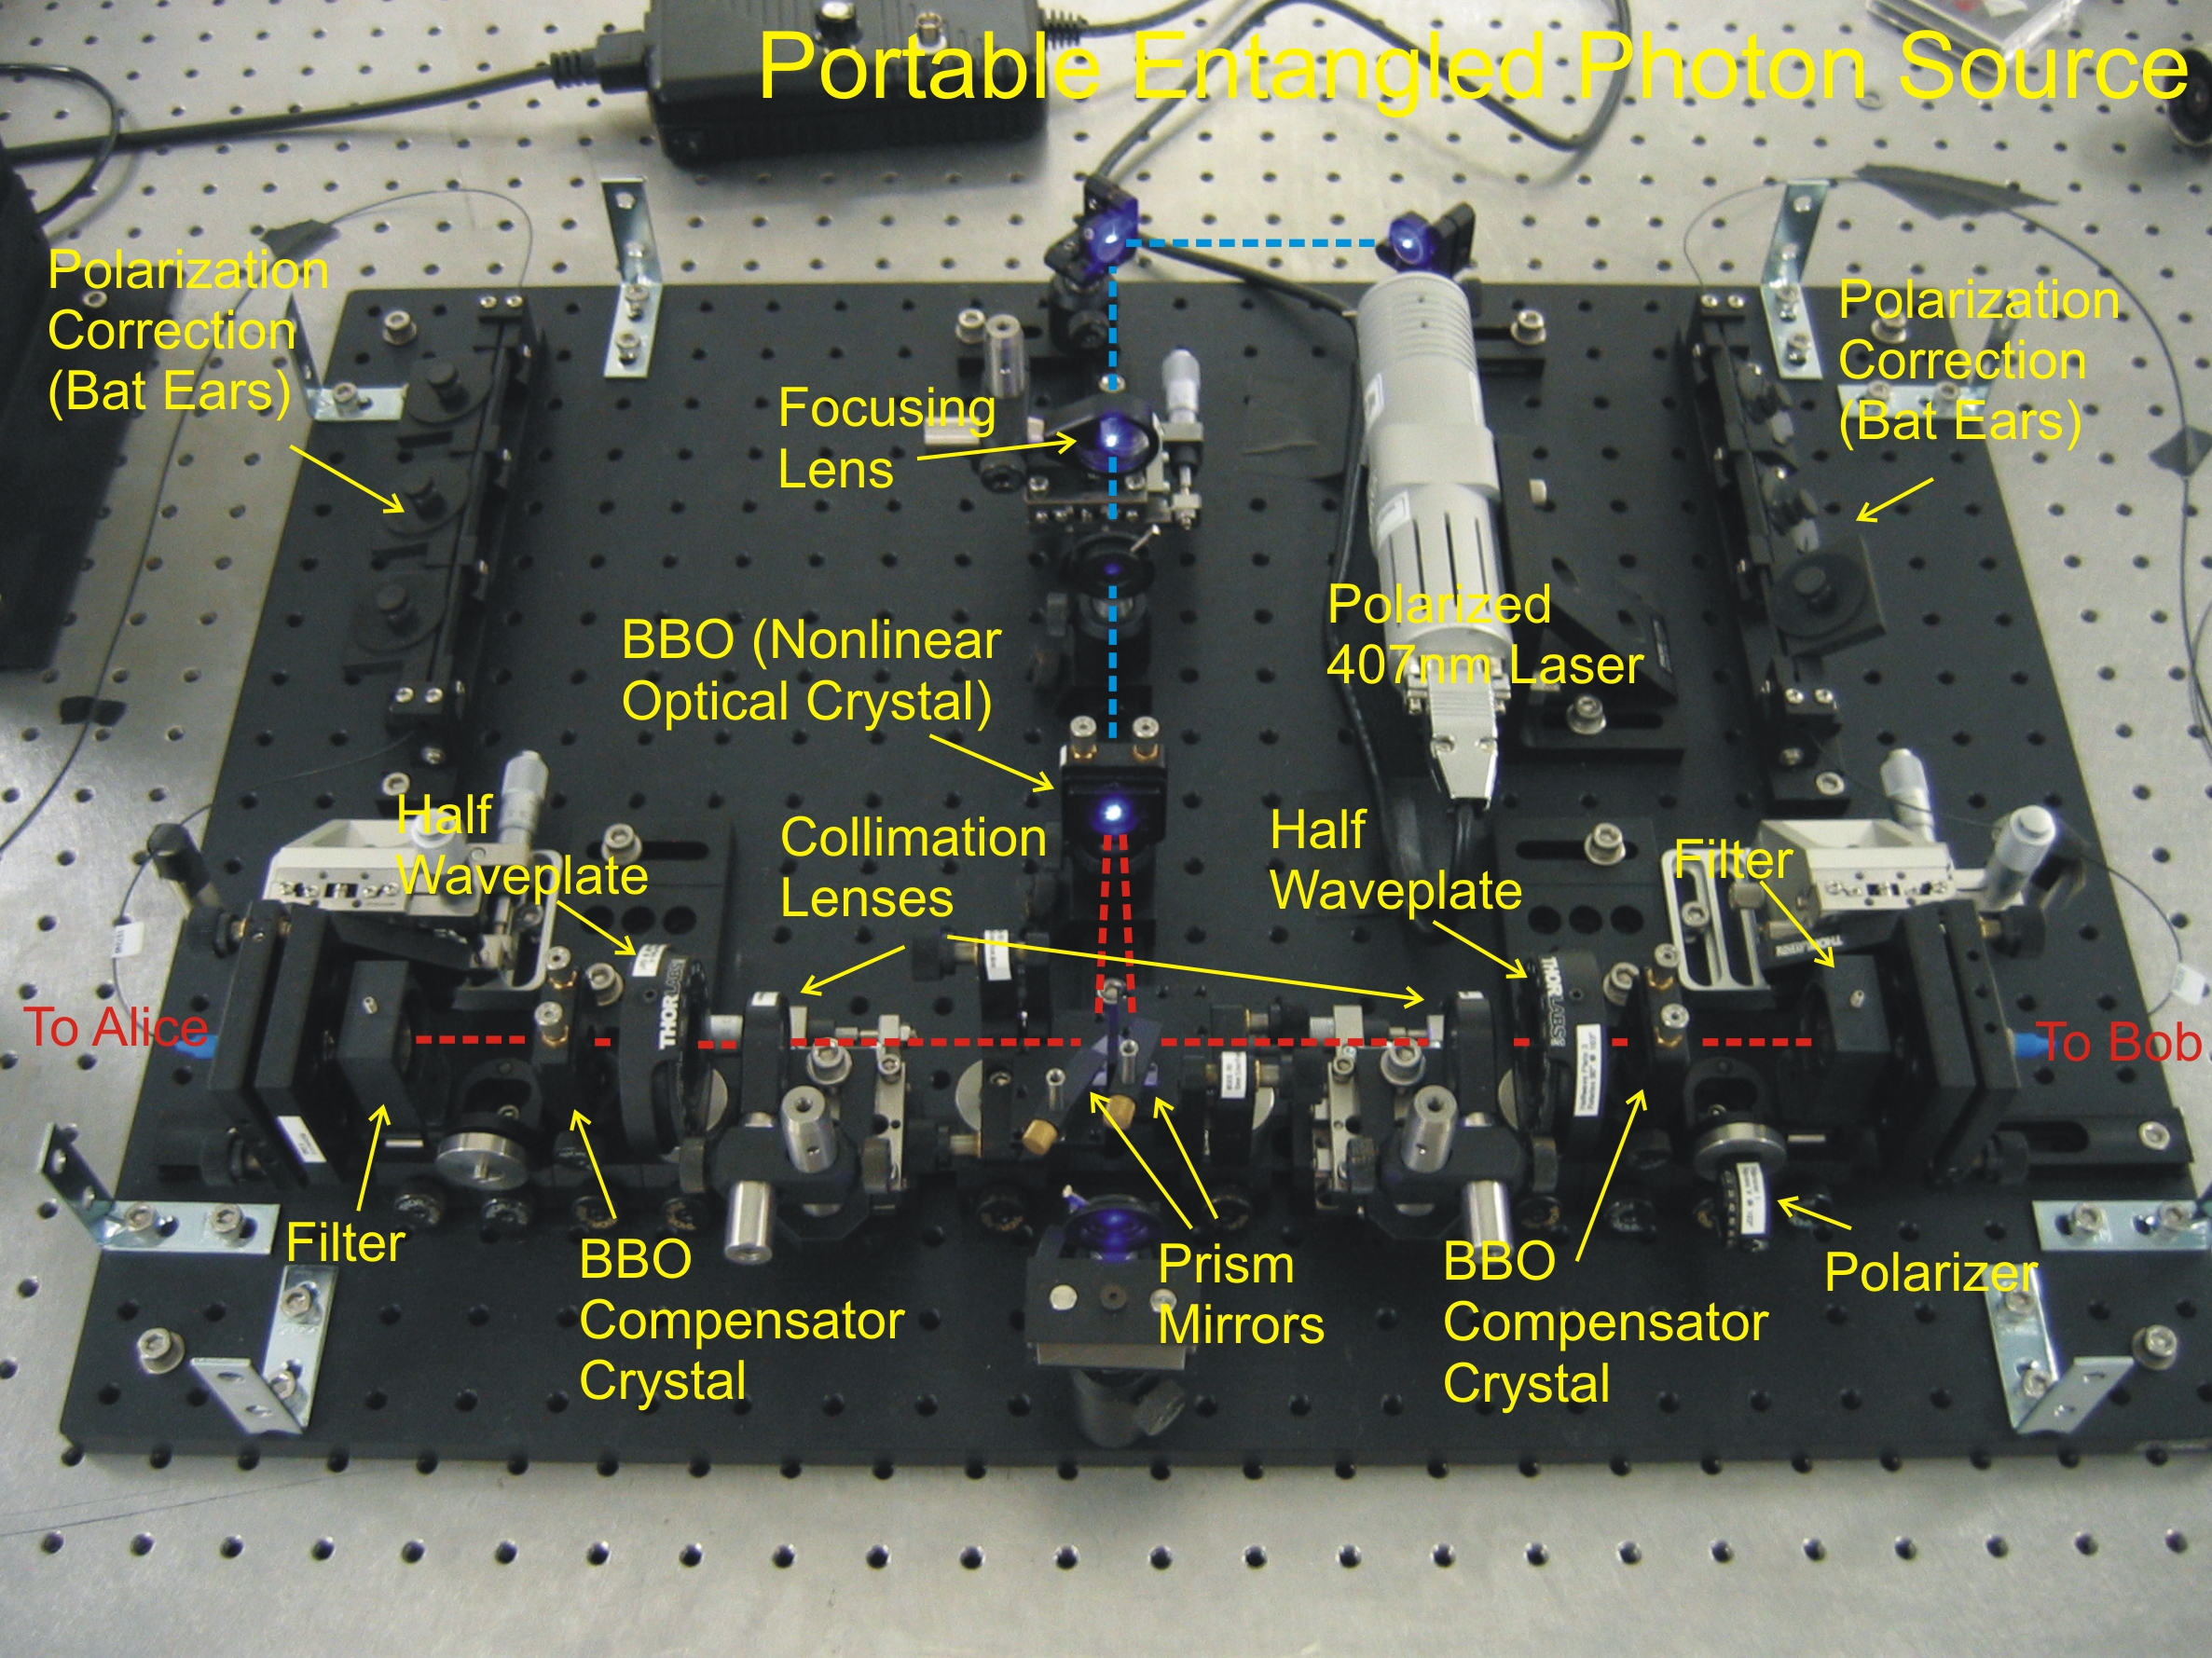 Portable Entangled Photon Source
Polarization
Correction
(Bat Ears)
Polarization
Correction
(Bat Ears)
Focusing
Lens
Polarized
407nm Laser
BBO (Nonlinear
Optical Crystal)
Half
Waveplate
Collimation
Lenses
Half
Waveplate
Filter
THORLABS
THORLABS
THORLABS
To Alice
To Bob
Filter
BBO
Compensator
Crystal
Prism
Mirrors
BBO
Compensator
Crystal
Polarizer